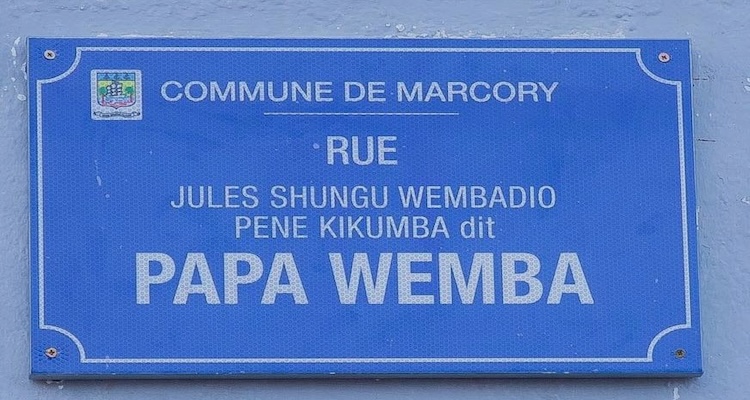 COMMUNE DE MARCORY
RUE
JULES SHUNGU WEMBADIO
PENE KIKUMBA dit
PAPA WEMBA